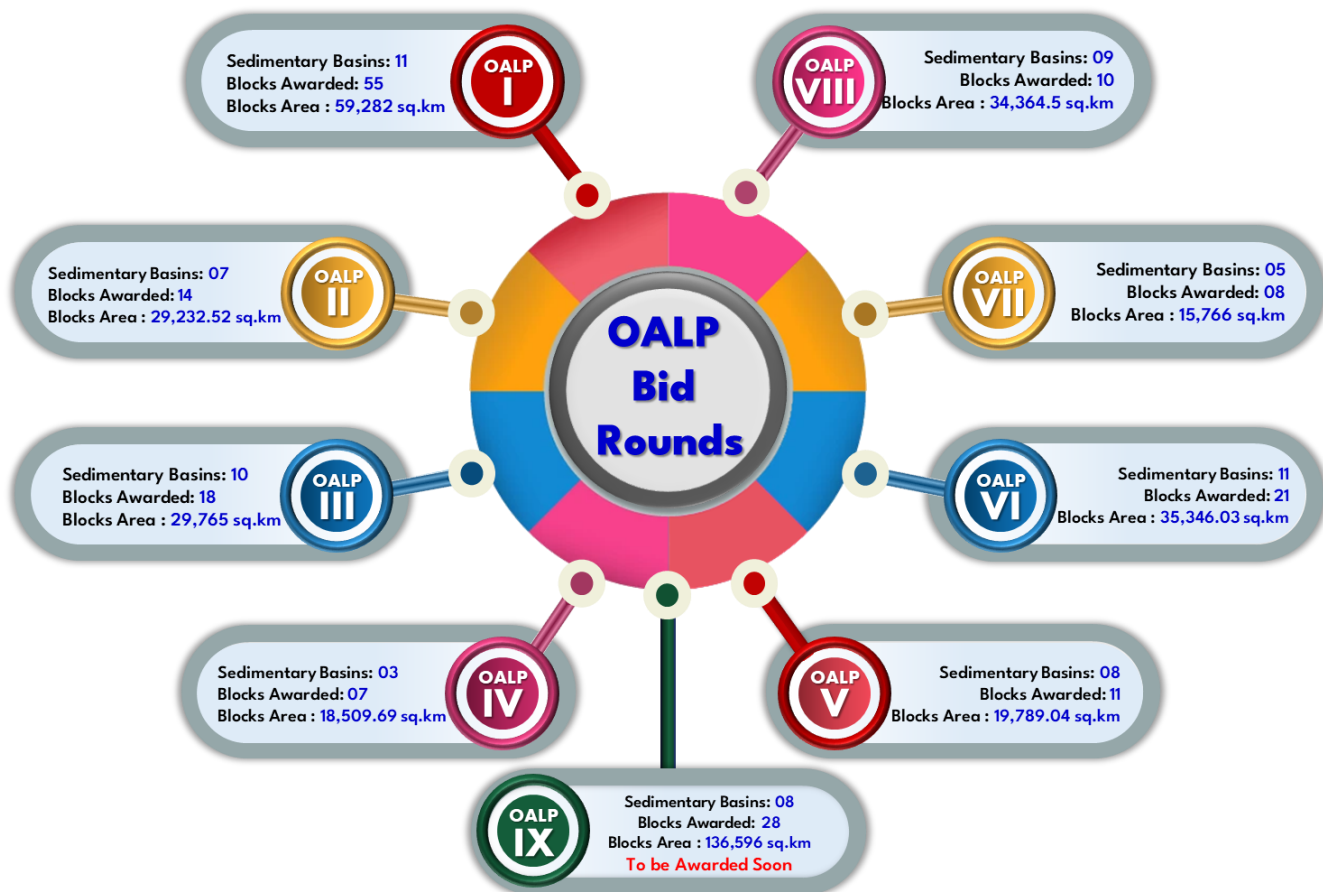 OALP
Bid
Rounds
OALP
I
Sedimentary Basins: 11
Blocks Awarded: 55
Blocks Area : 59,282 sq.km
OALP
II
Sedimentary Basins: 07
Blocks Awarded: 14
Blocks Area : 29,232.52 sq.km
OALP
III
Sedimentary Basins: 10
Blocks Awarded: 18
Blocks Area : 29,765 sq.km
OALP
IV
Sedimentary Basins: 03
Blocks Awarded: 07
Blocks Area : 18,509.69 sq.km
OALP
V
Sedimentary Basins: 08
Blocks Awarded: 11
Blocks Area : 19,789.04 sq.km
OALP
VI
Sedimentary Basins: 11
Blocks Awarded: 21
Blocks Area : 35,346.03 sq.km
OALP
VII
Sedimentary Basins: 05
Blocks Awarded: 08
Blocks Area : 15,766 sq.km
OALP
VIII
Sedimentary Basins: 09
Blocks Awarded: 10
Blocks Area : 34,364.5 sq.km
OALP
IX
Sedimentary Basins: 08
Blocks Awarded: 28
Blocks Area : 136,596 sq.km
To be Awarded Soon